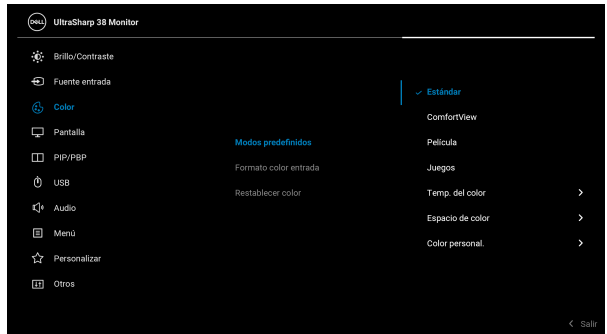 DELL UltraSharp 38 Monitor
Brillo/Contraste
Fuente entrada
Color
Pantalla
PIP/PBP
USB
Audio
Menú
Personalizar
Otros
Modos predefinidos
Formato color entrada
Restablecer color
Estándar
ComfortView
Película
Juegos
Temp. del color
Espacio de color
Color personal.
Salir